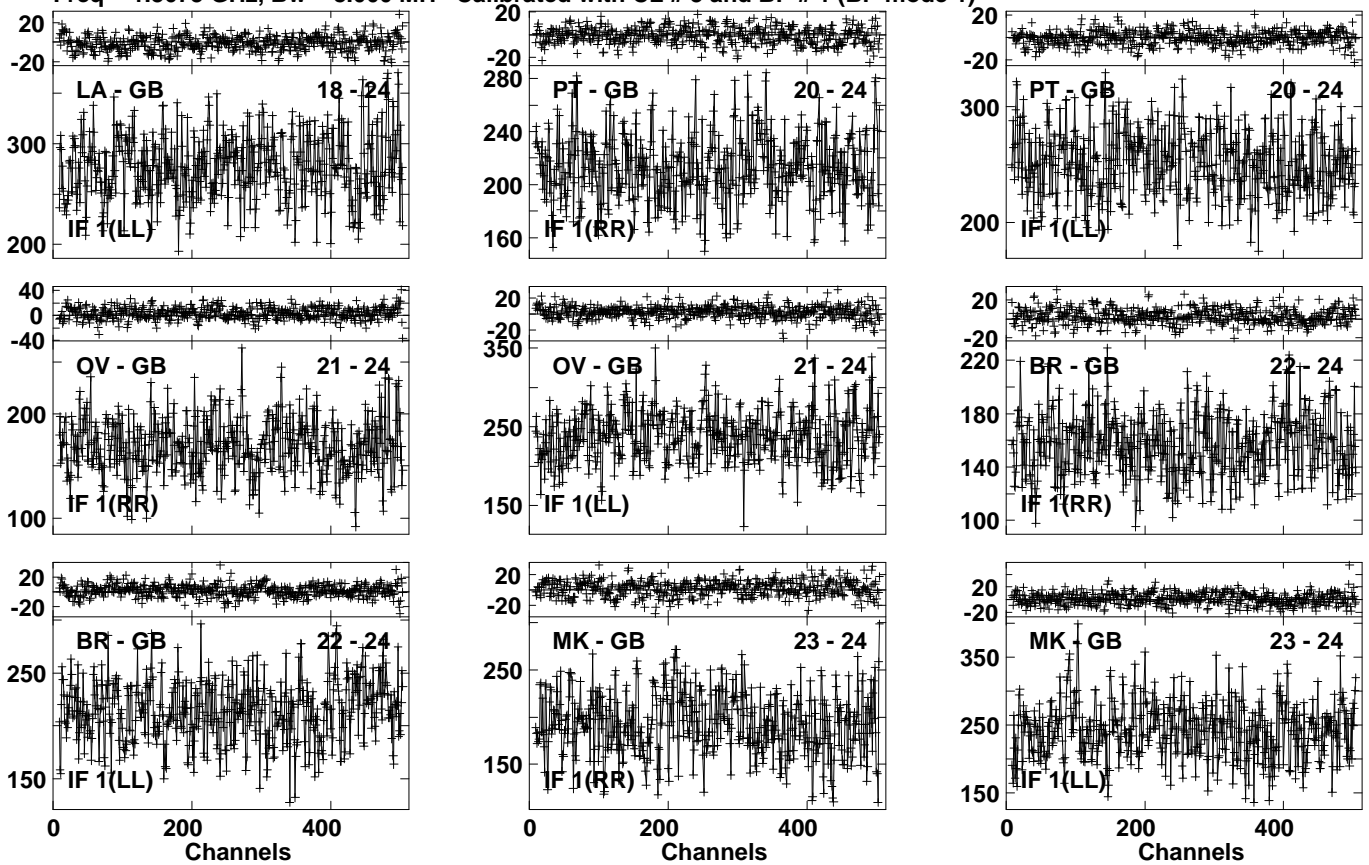 20
-20
LA - GB 18 - 24
300
200
IF 1(LL)
20
-20
280
PT - GB 20 - 24
240
200
160
IF 1(RR)
20
-20
PT - GB 20 - 24
300
200
IF 1(LL)
40
0
-40
OV - GB 21 - 24
200
100
IF 1(RR)
20
-20
350
OV - GB 21 - 24
250
150
IF 1(LL)
20
-20
220
BR - GB 22 - 24
180
140
100
IF 1(RR)
20
-20
BR - GB 22 - 24
250
150
IF 1(LL)
0 200 400
Channels
20
-20
MK - GB 23 - 24
250
150
IF 1(RR)
0 200 400
Channels
20
-20
MK - GB 23 - 24
350
250
150
IF 1(LL)
0 200 400
Channels